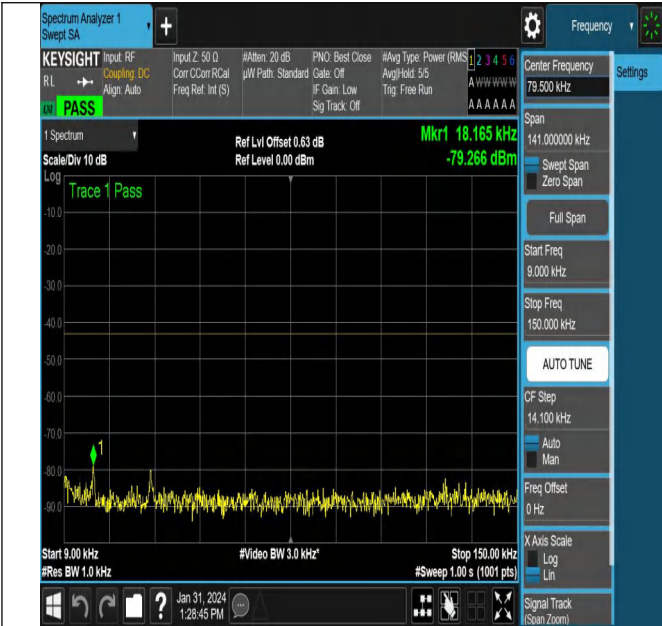 Spectrum Analyzer 1
Swept SA
+
Frequency
KEYSIGHT
RL
LXI
PASS
Input: RF
Coupling: DC
Align: Auto
Input Z: 50 Ω
Corr CCorr RCal
Freq Ref: Int (S)
#Atten: 20 dB
µW Path: Standard
PNO: Best Close
Gate: Off
IF Gain: Low
Sig Track: Off
#Avg Type: Power (RMS
Avg|Hold: 5/5
Trig: Free Run
1 2 3 4 5 6
A W W W W W
A A A A A A
1 Spectrum
Scale/Div 10 dB
Ref Lvl Offset 0.63 dB
Ref Level 0.00 dBm
Mkr1 18.165 kHz
-79.266 dBm
Log
Trace 1 Pass
-10.0
-20.0
-30.0
-40.0
-50.0
-60.0
-70.0
-80.0
-90.0
1
Start 9.00 kHz
#Res BW 1.0 kHz
#Video BW 3.0 kHz*
Stop 150.00 kHz
#Sweep 1.00 s (1001 pts)
?
Jan 31, 2024
1:28:45 PM
Center Frequency
79.500 kHz
Settings
Span
141.000000 kHz
Swept Span
Zero Span
Full Span
Start Freq
9.000 kHz
Stop Freq
150.000 kHz
AUTO TUNE
CF Step
14.100 kHz
Auto
Man
Freq Offset
0 Hz
X Axis Scale
Log
Lin
Signal Track
(Span Zoom)